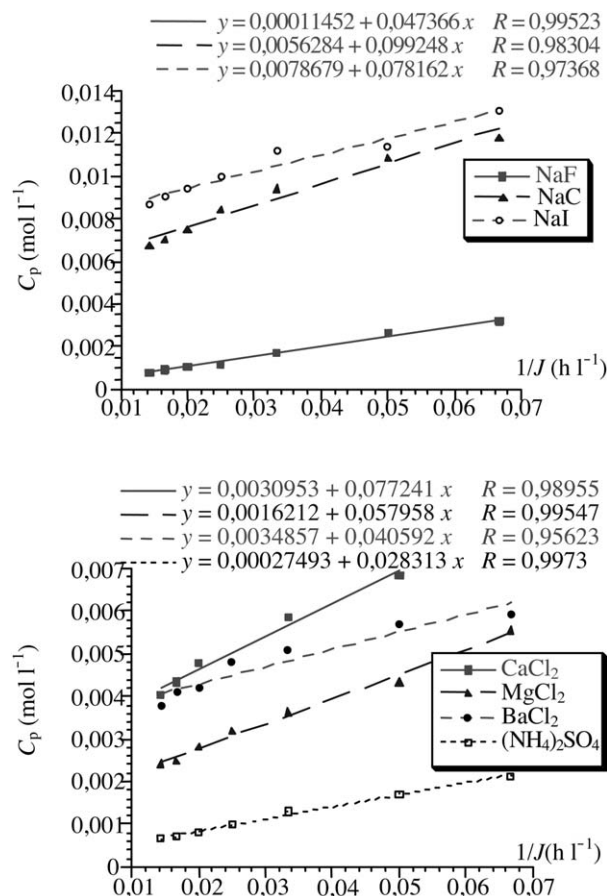 y = 0,00011452 + 0,047366 x R = 0,99523
y = 0,0056284 + 0,099248 x R = 0,98304
y = 0,0078679 + 0,078162 x R = 0,97368
0,014
0,012
0,01
0,008
0,006
0,004
0,002
0
Cp (mol l⁻¹)
NaF
NaC
NaI
1/J (h l⁻¹)
0,01 0,02 0,03 0,04 0,05 0,06 0,07
y = 0,0030953 + 0,077241 x R = 0,98955
y = 0,0016212 + 0,057958 x R = 0,99547
y = 0,0034857 + 0,040592 x R = 0,95623
y = 0,00027493 + 0,028313 x R = 0,9973
0,007
0,006
0,005
0,004
0,003
0,002
0,001
0
Cp (mol l⁻¹)
CaCl₂
MgCl₂
BaCl₂
(NH₄)₂SO₄
1/J(h l⁻¹)
0,01 0,02 0,03 0,04 0,05 0,06 0,07